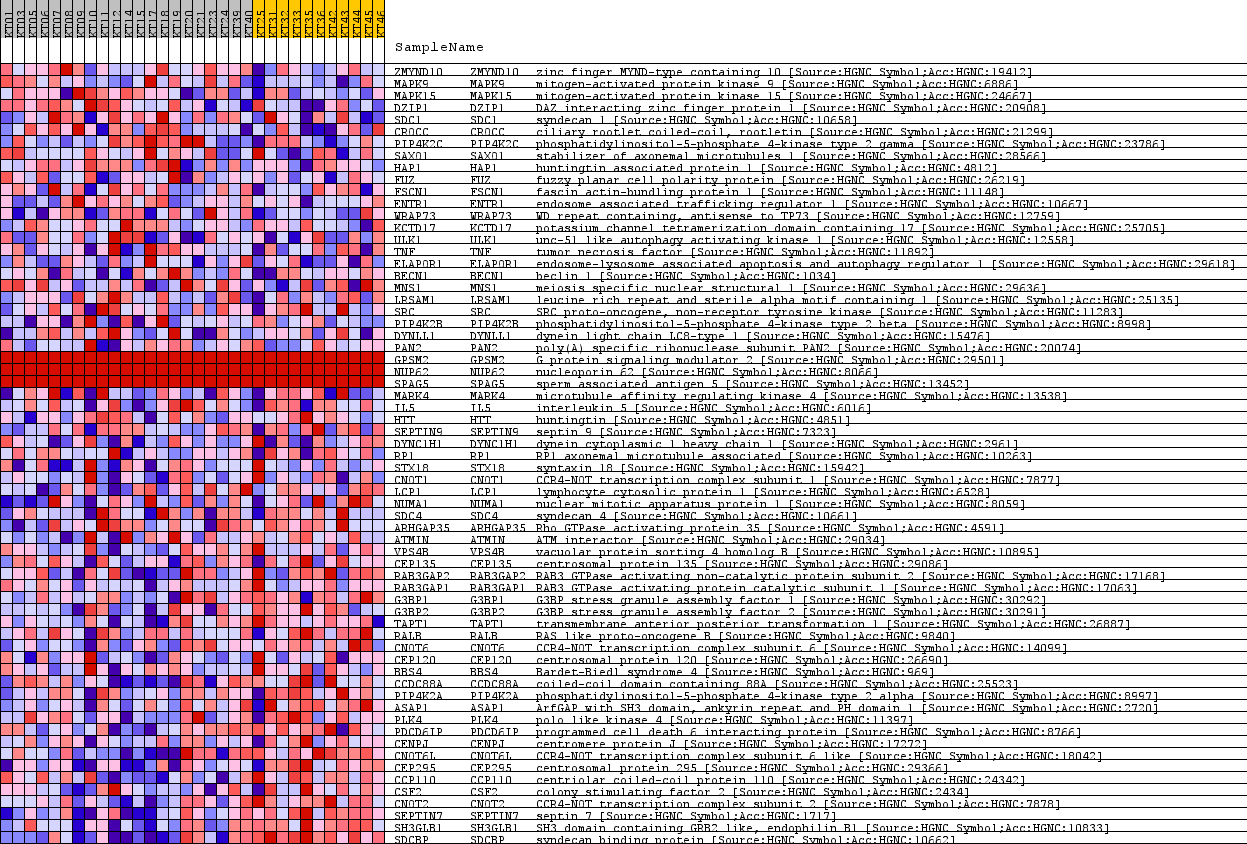 KT01 KT03 KT05 KT06 KT07 KT08 KT09 KT10 KT11 KT12 KT14 KT15 KT17 KT18 KT19 KT20 KT21 KT23 KT24 KT39 KT40 KT25 KT31 KT32 KT33 KT35 KT36 KT42 KT43 KT44 KT45 KT46
SampleName
ZMYND10 ZMYND10 zinc finger MYND-type containing 10 [Source:HGNC Symbol;Acc:HGNC:19412]
MAPK9 MAPK9 mitogen-activated protein kinase 9 [Source:HGNC Symbol;Acc:HGNC:6886]
MAPK15 MAPK15 mitogen-activated protein kinase 15 [Source:HGNC Symbol;Acc:HGNC:24667]
DZIP1 DZIP1 DAZ interacting zinc finger protein 1 [Source:HGNC Symbol;Acc:HGNC:20908]
SDC1 SDC1 syndecan 1 [Source:HGNC Symbol;Acc:HGNC:10658]
CROCC CROCC ciliary rootlet coiled-coil, rootletin [Source:HGNC Symbol;Acc:HGNC:21299]
PIP4K2C PIP4K2C phosphatidylinositol-5-phosphate 4-kinase type 2 gamma [Source:HGNC Symbol;Acc:HGNC:23786]
SAXO1 SAXO1 stabilizer of axonemal microtubules 1 [Source:HGNC Symbol;Acc:HGNC:28566]
HAP1 HAP1 huntingtin associated protein 1 [Source:HGNC Symbol;Acc:HGNC:4812]
FUZ FUZ fuzzy planar cell polarity protein [Source:HGNC Symbol;Acc:HGNC:26219]
FSCN1 FSCN1 fascin actin-bundling protein 1 [Source:HGNC Symbol;Acc:HGNC:11148]
ENTR1 ENTR1 endosome associated trafficking regulator 1 [Source:HGNC Symbol;Acc:HGNC:10667]
WRAP73 WRAP73 WD repeat containing, antisense to TP73 [Source:HGNC Symbol;Acc:HGNC:12759]
KCTD17 KCTD17 potassium channel tetramerization domain containing 17 [Source:HGNC Symbol;Acc:HGNC:25705]
ULK1 ULK1 unc-51 like autophagy activating kinase 1 [Source:HGNC Symbol;Acc:HGNC:12558]
TNF TNF tumor necrosis factor [Source:HGNC Symbol;Acc:HGNC:11892]
ELAPOR1 ELAPOR1 endosome-lysosome associated apoptosis and autophagy regulator 1 [Source:HGNC Symbol;Acc:HGNC:29618]
BECN1 BECN1 beclin 1 [Source:HGNC Symbol;Acc:HGNC:1034]
MNS1 MNS1 meiosis specific nuclear structural 1 [Source:HGNC Symbol;Acc:HGNC:29636]
LRSAM1 LRSAM1 leucine rich repeat and sterile alpha motif containing 1 [Source:HGNC Symbol;Acc:HGNC:25135]
SRC SRC SRC proto-oncogene, non-receptor tyrosine kinase [Source:HGNC Symbol;Acc:HGNC:11283]
PIP4K2B PIP4K2B phosphatidylinositol-5-phosphate 4-kinase type 2 beta [Source:HGNC Symbol;Acc:HGNC:8998]
DYNLL1 DYNLL1 dynein light chain LC8-type 1 [Source:HGNC Symbol;Acc:HGNC:15476]
PAN2 PAN2 poly(A) specific ribonuclease subunit PAN2 [Source:HGNC Symbol;Acc:HGNC:20074]
GPSM2 GPSM2 G protein signaling modulator 2 [Source:HGNC Symbol;Acc:HGNC:29501]
NUP62 NUP62 nucleoporin 62 [Source:HGNC Symbol;Acc:HGNC:8066]
SPAG5 SPAG5 sperm associated antigen 5 [Source:HGNC Symbol;Acc:HGNC:13452]
MARK4 MARK4 microtubule affinity regulating kinase 4 [Source:HGNC Symbol;Acc:HGNC:13538]
IL5 IL5 interleukin 5 [Source:HGNC Symbol;Acc:HGNC:6016]
HTT HTT huntingtin [Source:HGNC Symbol;Acc:HGNC:4851]
SEPTIN9 SEPTIN9 septin 9 [Source:HGNC Symbol;Acc:HGNC:7323]
DYNC1H1 DYNC1H1 dynein cytoplasmic 1 heavy chain 1 [Source:HGNC Symbol;Acc:HGNC:2961]
RP1 RP1 RP1 axonemal microtubule associated [Source:HGNC Symbol;Acc:HGNC:10263]
STX18 STX18 syntaxin 18 [Source:HGNC Symbol;Acc:HGNC:15942]
CNOT1 CNOT1 CCR4-NOT transcription complex subunit 1 [Source:HGNC Symbol;Acc:HGNC:7877]
LCP1 LCP1 lymphocyte cytosolic protein 1 [Source:HGNC Symbol;Acc:HGNC:6528]
NUMA1 NUMA1 nuclear mitotic apparatus protein 1 [Source:HGNC Symbol;Acc:HGNC:8059]
SDC4 SDC4 syndecan 4 [Source:HGNC Symbol;Acc:HGNC:10661]
ARHGAP35 ARHGAP35 Rho GTPase activating protein 35 [Source:HGNC Symbol;Acc:HGNC:4591]
ATMIN ATMIN ATM interactor [Source:HGNC Symbol;Acc:HGNC:29034]
VPS4B VPS4B vacuolar protein sorting 4 homolog B [Source:HGNC Symbol;Acc:HGNC:10895]
CEP135 CEP135 centrosomal protein 135 [Source:HGNC Symbol;Acc:HGNC:29086]
RAB3GAP2 RAB3GAP2 RAB3 GTPase activating non-catalytic protein subunit 2 [Source:HGNC Symbol;Acc:HGNC:17168]
RAB3GAP1 RAB3GAP1 RAB3 GTPase activating protein catalytic subunit 1 [Source:HGNC Symbol;Acc:HGNC:17063]
G3BP1 G3BP1 G3BP stress granule assembly factor 1 [Source:HGNC Symbol;Acc:HGNC:30292]
G3BP2 G3BP2 G3BP stress granule assembly factor 2 [Source:HGNC Symbol;Acc:HGNC:30291]
TAPT1 TAPT1 transmembrane anterior posterior transformation 1 [Source:HGNC Symbol;Acc:HGNC:26887]
RALB RALB RAS like proto-oncogene B [Source:HGNC Symbol;Acc:HGNC:9840]
CNOT6 CNOT6 CCR4-NOT transcription complex subunit 6 [Source:HGNC Symbol;Acc:HGNC:14099]
CEP120 CEP120 centrosomal protein 120 [Source:HGNC Symbol;Acc:HGNC:26690]
BBS4 BBS4 Bardet-Biedl syndrome 4 [Source:HGNC Symbol;Acc:HGNC:969]
CCDC88A CCDC88A coiled-coil domain containing 88A [Source:HGNC Symbol;Acc:HGNC:25523]
PIP4K2A PIP4K2A phosphatidylinositol-5-phosphate 4-kinase type 2 alpha [Source:HGNC Symbol;Acc:HGNC:8997]
ASAP1 ASAP1 ArfGAP with SH3 domain, ankyrin repeat and PH domain 1 [Source:HGNC Symbol;Acc:HGNC:2720]
PLK4 PLK4 polo like kinase 4 [Source:HGNC Symbol;Acc:HGNC:11397]
PDCD6IP PDCD6IP programmed cell death 6 interacting protein [Source:HGNC Symbol;Acc:HGNC:8766]
CENPJ CENPJ centromere protein J [Source:HGNC Symbol;Acc:HGNC:17272]
CNOT6L CNOT6L CCR4-NOT transcription complex subunit 6 like [Source:HGNC Symbol;Acc:HGNC:18042]
CEP295 CEP295 centrosomal protein 295 [Source:HGNC Symbol;Acc:HGNC:29366]
CCP110 CCP110 centriolar coiled-coil protein 110 [Source:HGNC Symbol;Acc:HGNC:24342]
CSF2 CSF2 colony stimulating factor 2 [Source:HGNC Symbol;Acc:HGNC:2434]
CNOT2 CNOT2 CCR4-NOT transcription complex subunit 2 [Source:HGNC Symbol;Acc:HGNC:7878]
SEPTIN7 SEPTIN7 septin 7 [Source:HGNC Symbol;Acc:HGNC:1717]
SH3GLB1 SH3GLB1 SH3 domain containing GRB2 like, endophilin B1 [Source:HGNC Symbol;Acc:HGNC:10833]
SDCBP SDCBP syndecan binding protein [Source:HGNC Symbol;Acc:HGNC:10662]